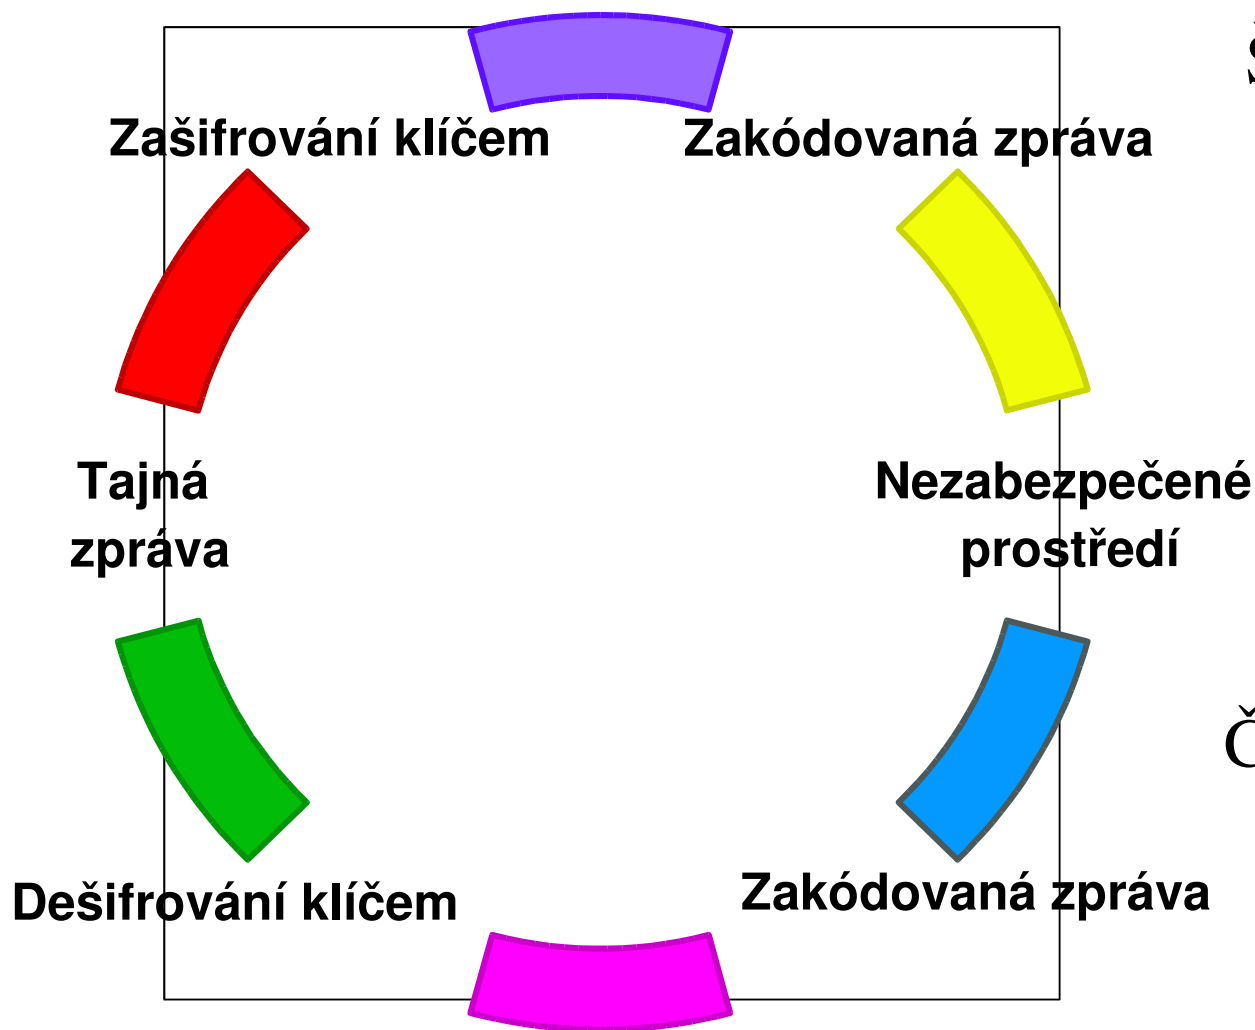 Zašifrování klíčem
Zakódovaná zpráva
Tajná
zpráva
Nezabezpečené
prostředí
Dešifrování klíčem
Zakódovaná zpráva